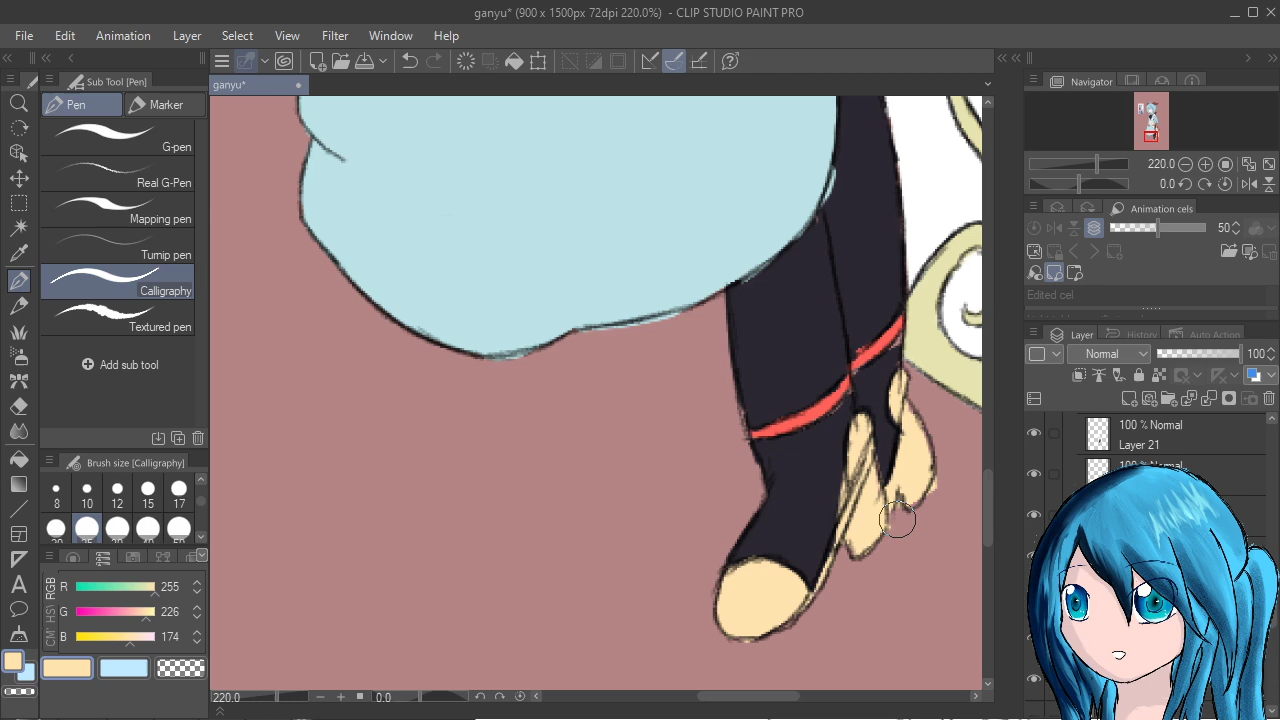 ganyu* (900 x 1500px 72dpi 220.0%) - CLIP STUDIO PAINT PRO
File Edit Animation Layer Select View Filter Window Help
Sub Tool [Pen]
Pen Marker
G-pen
Real G-Pen
Mapping pen
Turnip pen
Calligraphy
Textured pen
Add sub tool
Brush size [Calligraphy]
8 10 12 15 17
RGB
R 255
G 226
B 174
ganyu*
220.0 0.0
Navigator
220.0
0.0
Animation cels
50
Edited cel
Layer History Auto Action
Normal 100
100 % Normal
Layer 21